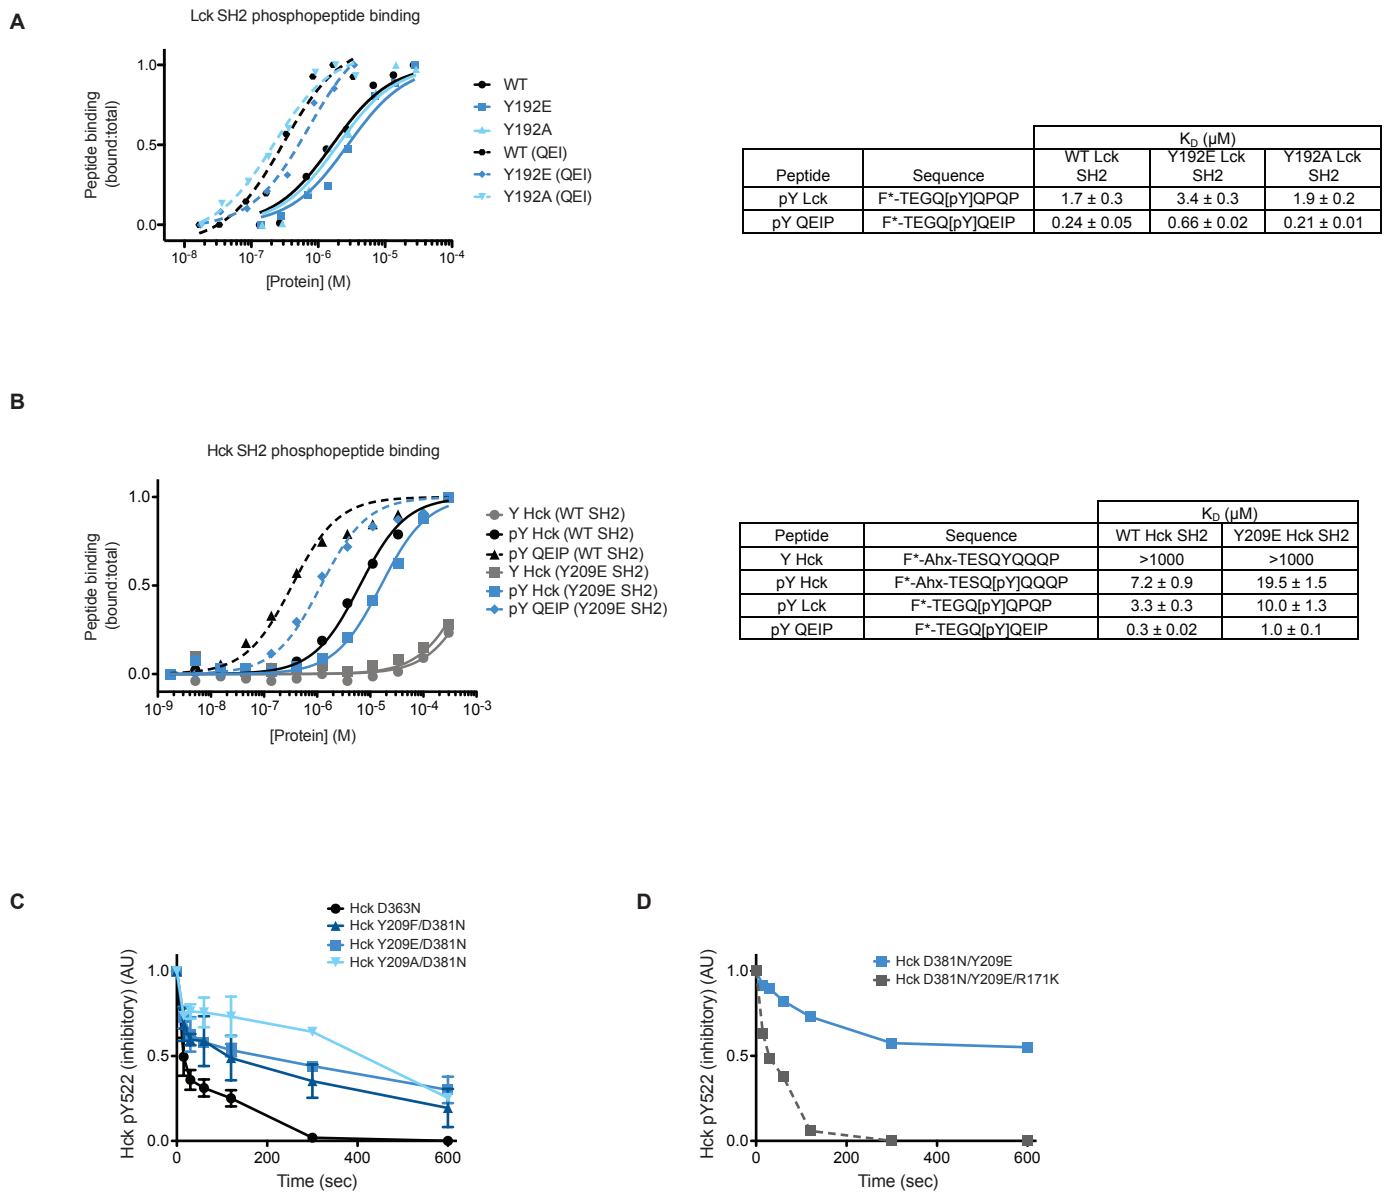 A
Lck SH2 phosphopeptide binding
Peptide binding
(bound:total)
1.0
0.5
0.0
10-8
10-7
10-6
10-5
10-4
[Protein] (M)
WT
Y192E
Y192A
WT (QEI)
Y192E (QEI)
Y192A (QEI)
KD (µM)
Peptide Sequence WT Lck SH2 Y192E Lck SH2 Y192A Lck SH2
pY Lck F*-TEGQ[pY]QPQP 1.7 ± 0.3 3.4 ± 0.3 1.9 ± 0.2
pY QEIP F*-TEGQ[pY]QEIP 0.24 ± 0.05 0.66 ± 0.02 0.21 ± 0.01
B
Hck SH2 phosphopeptide binding
Peptide binding
(bound:total)
1.0
0.5
0.0
10-9
10-8
10-7
10-6
10-5
10-4
10-3
[Protein] (M)
Y Hck (WT SH2)
pY Hck (WT SH2)
pY QEIP (WT SH2)
Y Hck (Y209E SH2)
pY Hck (Y209E SH2)
pY QEIP (Y209E SH2)
KD (µM)
Peptide Sequence WT Hck SH2 Y209E Hck SH2
Y Hck F*-Ahx-TESQYQQQP >1000 >1000
pY Hck F*-Ahx-TESQ[pY]QQQP 7.2 ± 0.9 19.5 ± 1.5
pY Lck F*-TEGQ[pY]QPQP 3.3 ± 0.3 10.0 ± 1.3
pY QEIP F*-TEGQ[pY]QEIP 0.3 ± 0.02 1.0 ± 0.1
C
Hck D363N
Hck Y209F/D381N
Hck Y209E/D381N
Hck Y209A/D381N
Hck pY522 (inhibitory) (AU)
1.0
0.5
0.0
0
200
400
600
Time (sec)
D
Hck D381N/Y209E
Hck D381N/Y209E/R171K
Hck pY522 (inhibitory) (AU)
1.0
0.5
0.0
0
200
400
600
Time (sec)